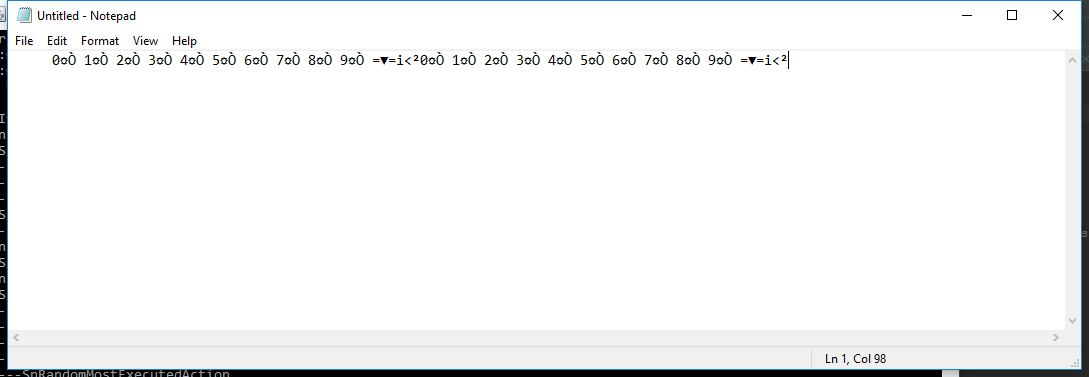 Untitled - Notepad
File Edit Format View Help
0¤Ò 1¤Ò 2¤Ò 3¤Ò 4¤Ò 5¤Ò 6¤Ò 7¤Ò 8¤Ò 9¤Ò =▼=i<²0¤Ò 1¤Ò 2¤Ò 3¤Ò 4¤Ò 5¤Ò 6¤Ò 7¤Ò 8¤Ò 9¤Ò =▼=i<²
Ln 1, Col 98
---SnRandomMostExecutedAction